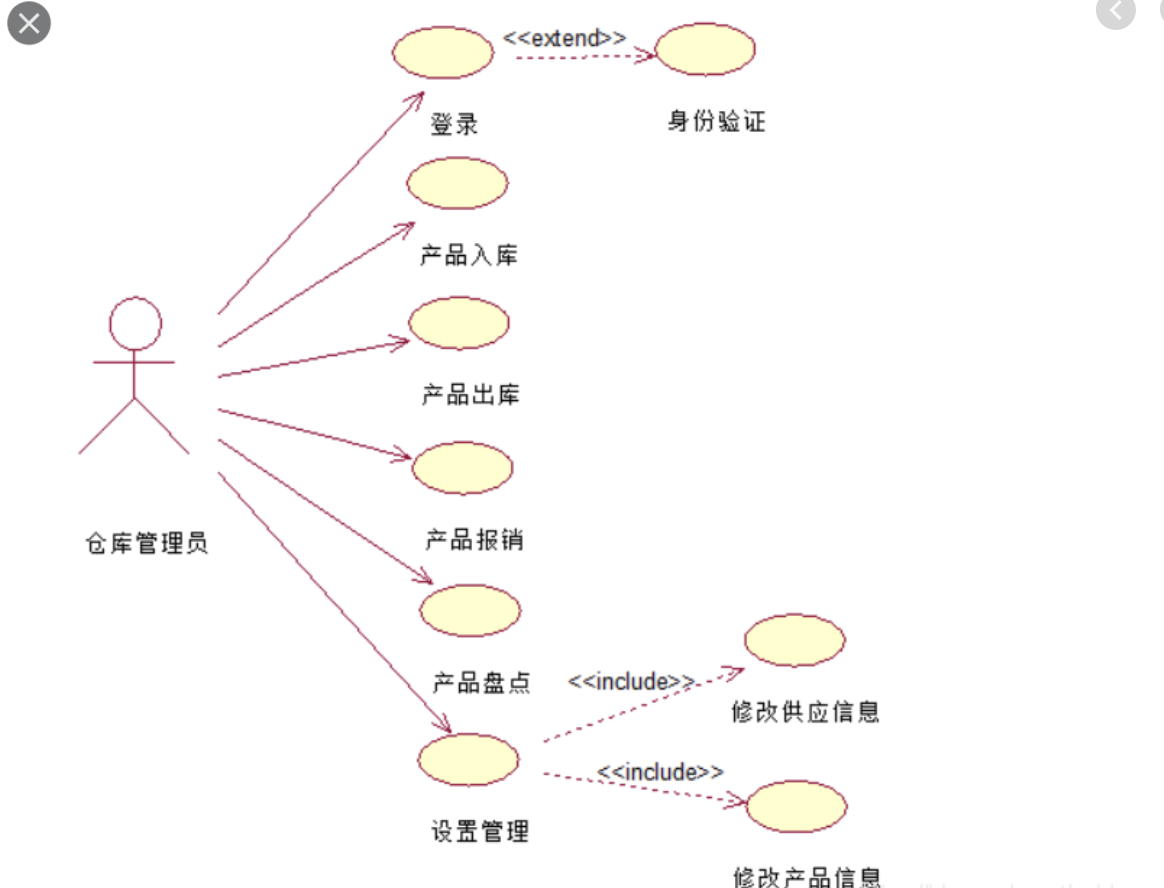 <<extend>>
登录
身份验证
产品入库
产品出库
产品报销
仓库管理员
产品盘点
<<include>>
修改供应信息
<<include>>
设置管理
修改产品信息